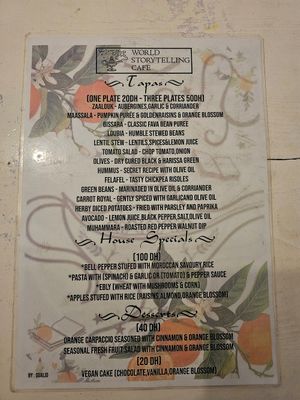 WORLD
STORYTELLING
CAFE
Tapas
(ONE PLATE 20DH - THREE PLATES 50DH)
ZAALOUK - AUBERGINES,GARLIC & CORRIANDER
MAASSALA - PUMPKIN PURÉE & GOLDENRAISINS & ORANGE BLOSSOM
BISSARA - CLASSIC FAVA BEAN PURÉE
LOUBIA - HUMBLE STEWED BEANS
LENTIL STEW - LENTILS,SPICES&LEMON JUICE
TOMATO SALAD - CHOP TOMATO,ONION
OLIVES - DRY CURED BLACK & HARISSA GREEN
HUMMUS - SECRET RECIPE WITH OLIVE OIL
FELAFEL - TASTY CHICKPEA RISOLES
GREEN BEANS - MARINADED IN OLIVE OIL & CORRIANDER
CARROT ROYAL - GENTLY SPICED WITH GARLICAND OLIVE OIL
HERBY DICED POTATOES - FRIED WITH PARSLEY AND PAPRIKA
AVOCADO - LEMON JUICE,BLACK PEPPER,SALT,OLIVE OIL
MUHAMMARA - ROASTED RED PEPPER,WALNUT DIP
House Specials
(100 DH)
*BELL PEPPER STUFED WITH MOROCCAN SAVOURY RICE
*PASTA WITH (SPINACH) & GARLIC OR (TOMATO) & PEPPER SAUCE
*EBLY (WHEAT WITH MUSHROOMS & CORN)
*APPLES STUFED WITH RICE (RAISINS,ALMOND,ORANGE BLOSSOM)
Desserts
(40 DH)
ORANGE CARPACCIO SEASONED WITH CINNAMON & ORANGE BLOSSOM
SEASONAL FRESH FRUIT SALAD WITH CINNAMON & ORANGE BLOSSOM
(20 DH)
VEGAN CAKE (CHOCOLATE,VANILLA,ORANGE BLOSSOM)
BY :